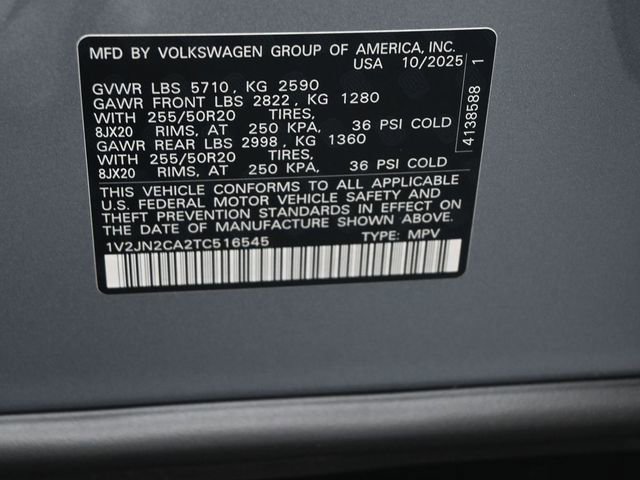 MFD BY VOLKSWAGEN GROUP OF AMERICA, INC.
USA 10/2025
GVWR LBS 5710, KG 2590
GAWR FRONT LBS 2822, KG 1280
WITH 255/50R20 TIRES,
8JX20 RIMS, AT 250 KPA, 36 PSI COLD
GAWR REAR LBS 2998, KG 1360
WITH 255/50R20 TIRES,
8JX20 RIMS, AT 250 KPA, 36 PSI COLD
THIS VEHICLE CONFORMS TO ALL APPLICABLE
U.S. FEDERAL MOTOR VEHICLE SAFETY AND
THEFT PREVENTION STANDARDS IN EFFECT ON
THE DATE OF MANUFACTURE SHOWN ABOVE.
1V2JN2CA2TC516545 TYPE: MPV
4138588 1